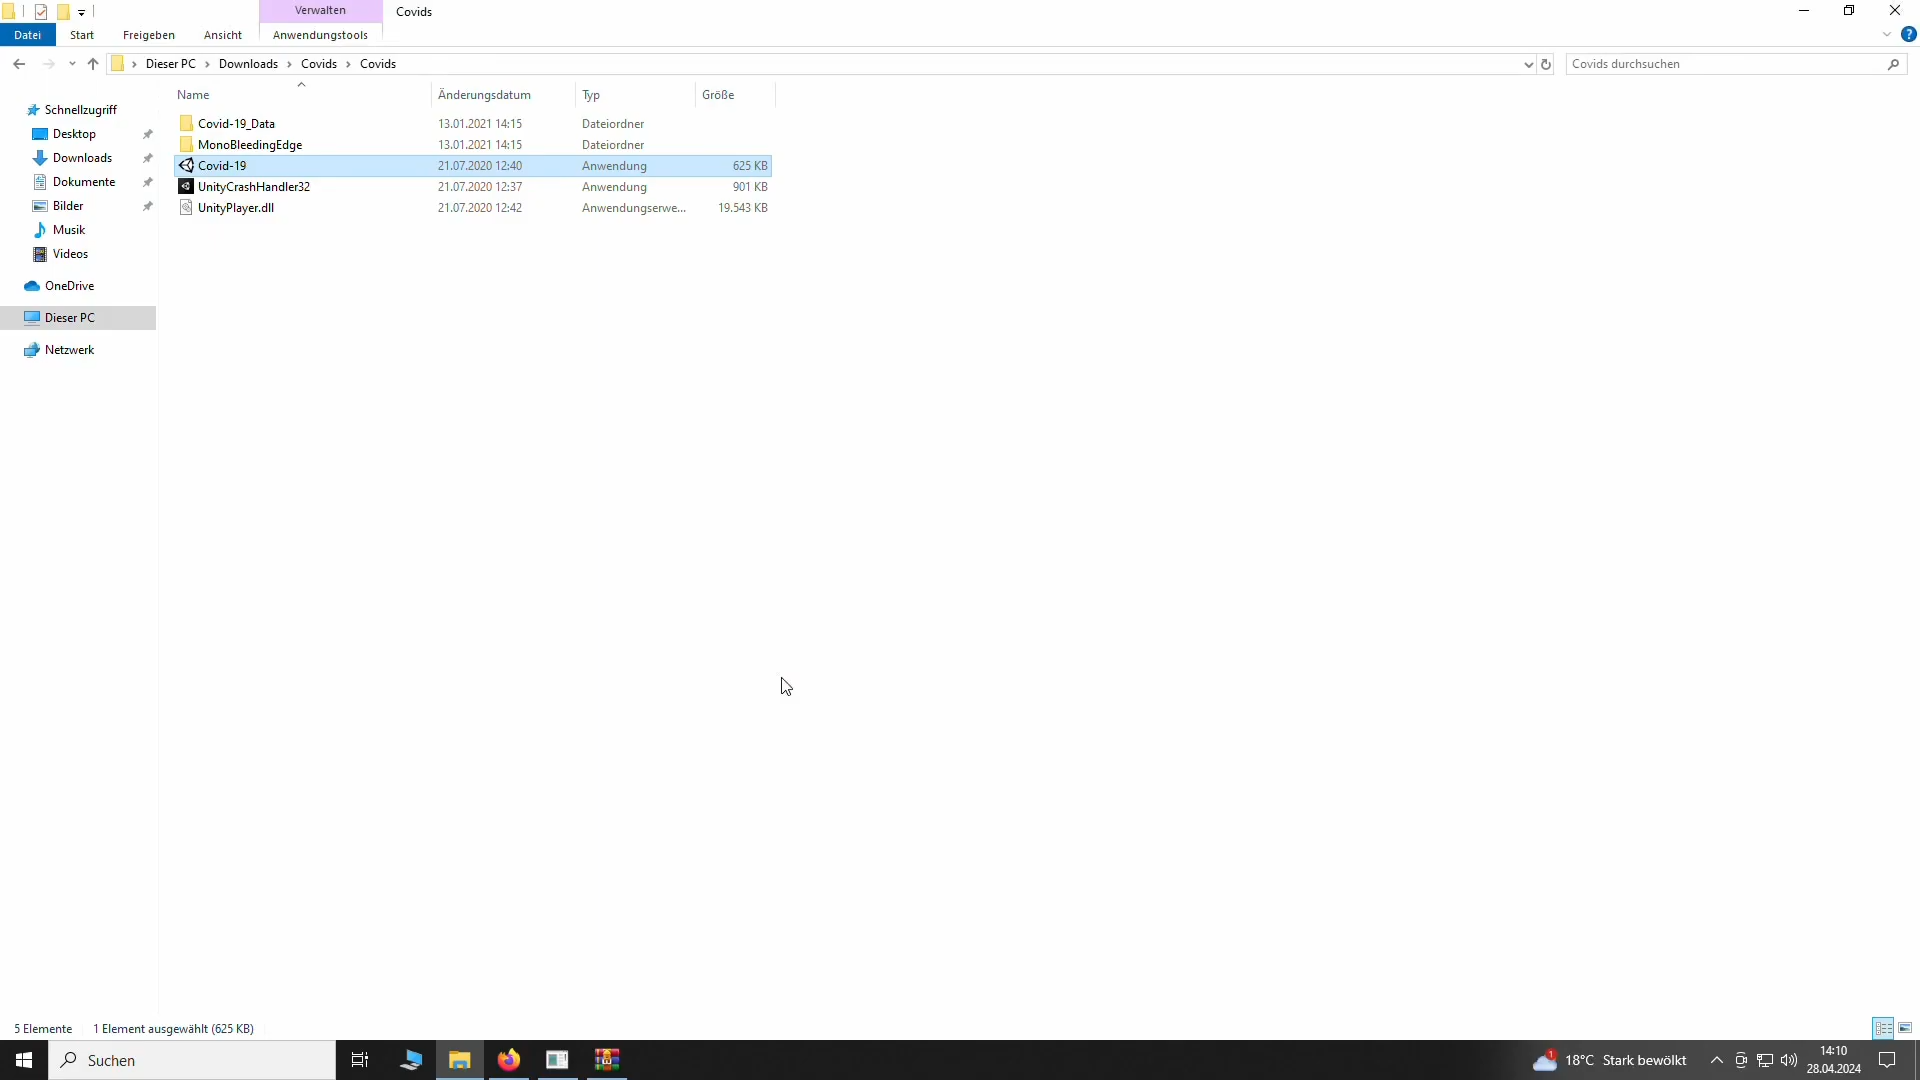 Verwalten
Covids
Datei
Start
Freigeben
Ansicht
Anwendungstools
Dieser PC
Downloads
Covids
Covids
Covids durchsuchen
Name
Änderungsdatum
Typ
Größe
Schnellzugriff
Desktop
Downloads
Dokumente
Bilder
Musik
Videos
OneDrive
Dieser PC
Netzwerk
Covid-19_Data 13.01.2021 14:15 Dateiordner
MonoBleedingEdge 13.01.2021 14:15 Dateiordner
Covid-19 21.07.2020 12:40 Anwendung 625 KB
UnityCrashHandler32 21.07.2020 12:37 Anwendung 901 KB
UnityPlayer.dll 21.07.2020 12:42 Anwendungserwe... 19.543 KB
5 Elemente
1 Element ausgewählt (625 KB)
Suchen
1
18°C Stark bewölkt
14:10
28.04.2024